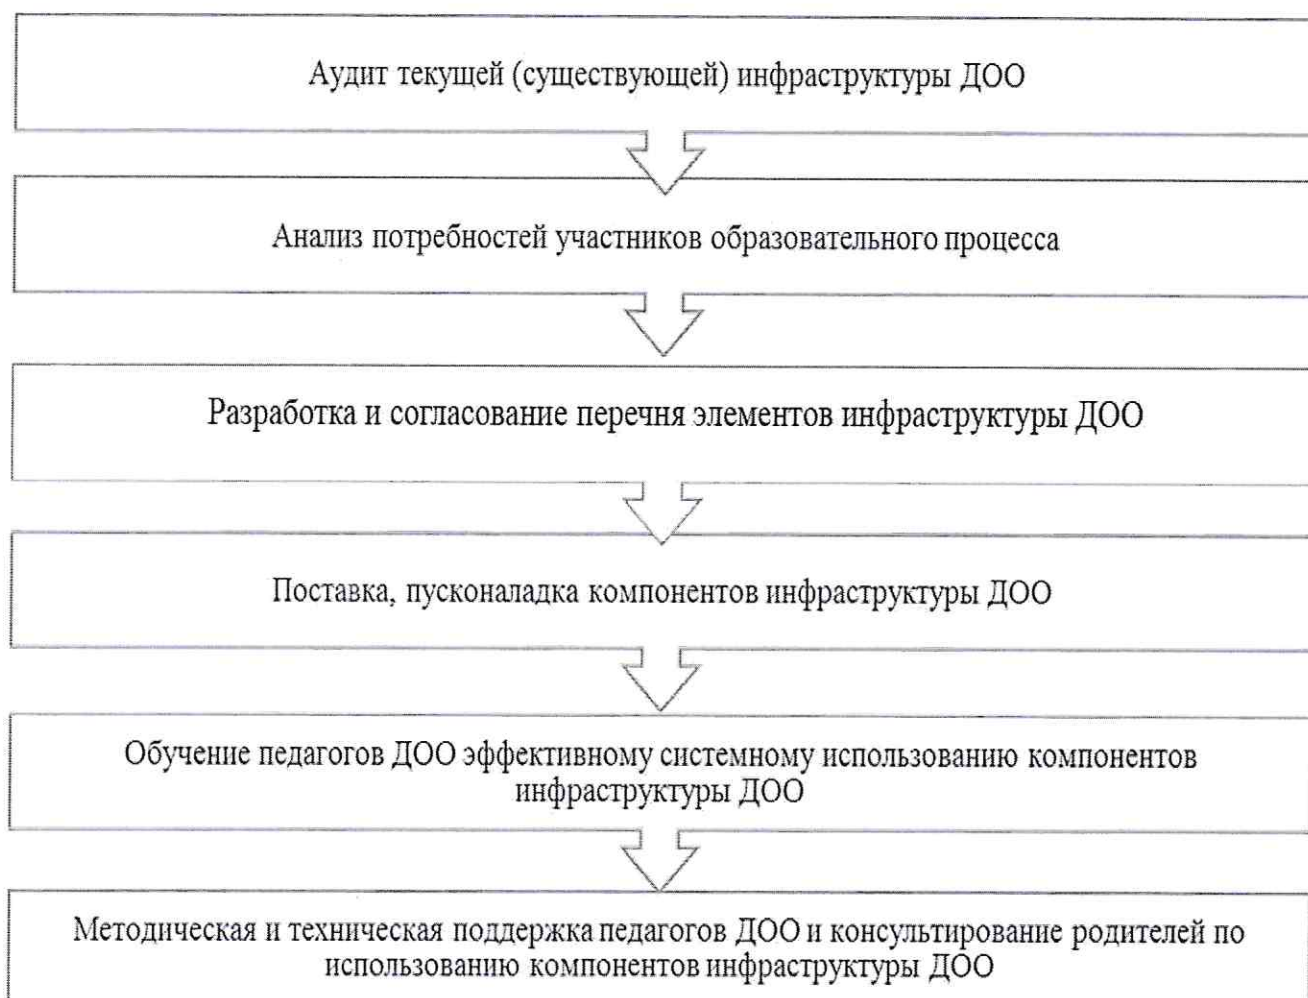 Аудит текущей (существующей) инфраструктуры ДОО
Анализ потребностей участников образовательного процесса
Разработка и согласование перечня элементов инфраструктуры ДОО
Поставка, пусконаладка компонентов инфраструктуры ДОО
Обучение педагогов ДОО эффективному системному использованию компонентов
инфраструктуры ДОО
Методическая и техническая поддержка педагогов ДОО и консультирование родителей по
использованию компонентов инфраструктуры ДОО